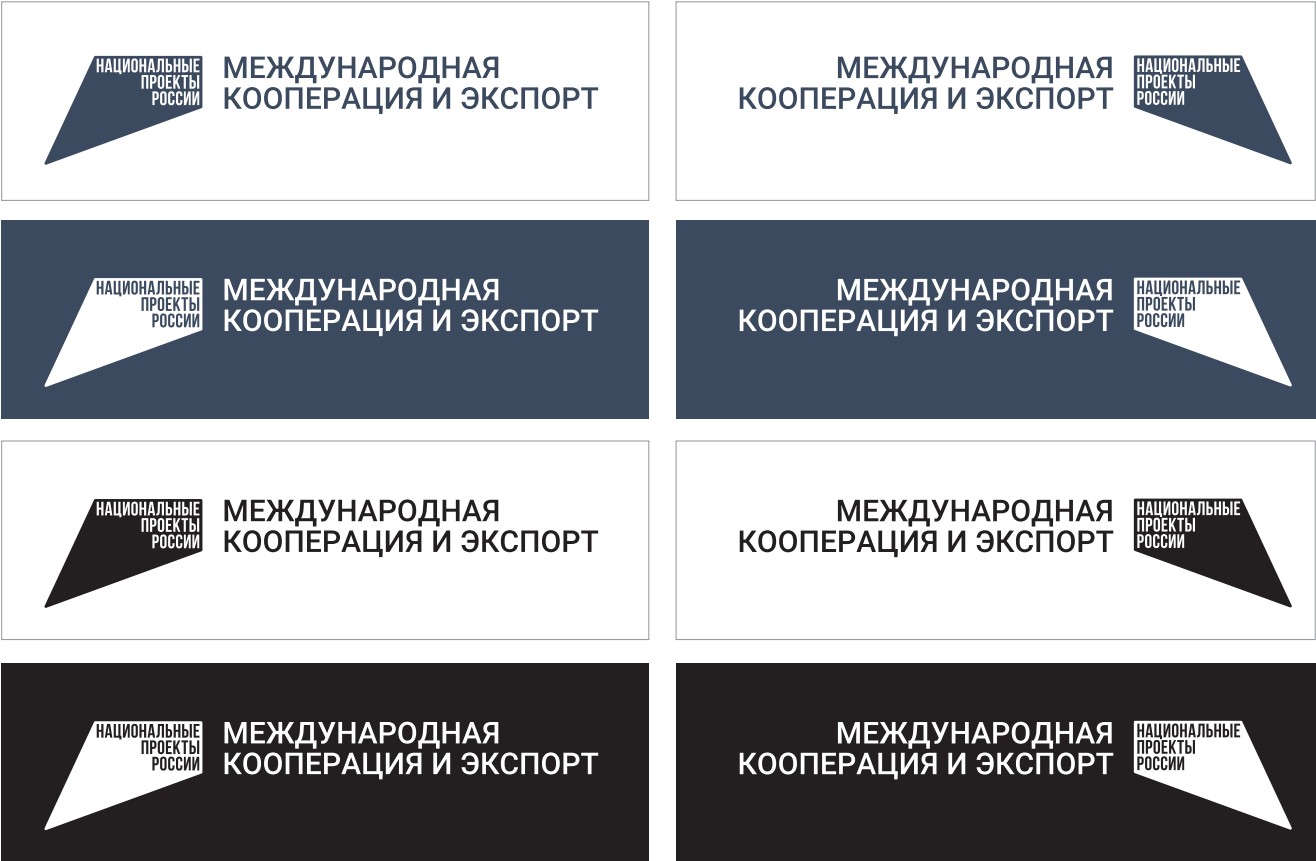 НАЦИОНАЛЬНЫЕ
ПРОЕКТЫ
РОССИИ
МЕЖДУНАРОДНАЯ
КООПЕРАЦИЯ И ЭКСПОРТ
МЕЖДУНАРОДНАЯ
КООПЕРАЦИЯ И ЭКСПОРТ
НАЦИОНАЛЬНЫЕ
ПРОЕКТЫ
РОССИИ
НАЦИОНАЛЬНЫЕ
ПРОЕКТЫ
РОССИИ
МЕЖДУНАРОДНАЯ
КООПЕРАЦИЯ И ЭКСПОРТ
МЕЖДУНАРОДНАЯ
КООПЕРАЦИЯ И ЭКСПОРТ
НАЦИОНАЛЬНЫЕ
ПРОЕКТЫ
РОССИИ
НАЦИОНАЛЬНЫЕ
ПРОЕКТЫ
РОССИИ
МЕЖДУНАРОДНАЯ
КООПЕРАЦИЯ И ЭКСПОРТ
МЕЖДУНАРОДНАЯ
КООПЕРАЦИЯ И ЭКСПОРТ
НАЦИОНАЛЬНЫЕ
ПРОЕКТЫ
РОССИИ
НАЦИОНАЛЬНЫЕ
ПРОЕКТЫ
РОССИИ
МЕЖДУНАРОДНАЯ
КООПЕРАЦИЯ И ЭКСПОРТ
МЕЖДУНАРОДНАЯ
КООПЕРАЦИЯ И ЭКСПОРТ
НАЦИОНАЛЬНЫЕ
ПРОЕКТЫ
РОССИИ